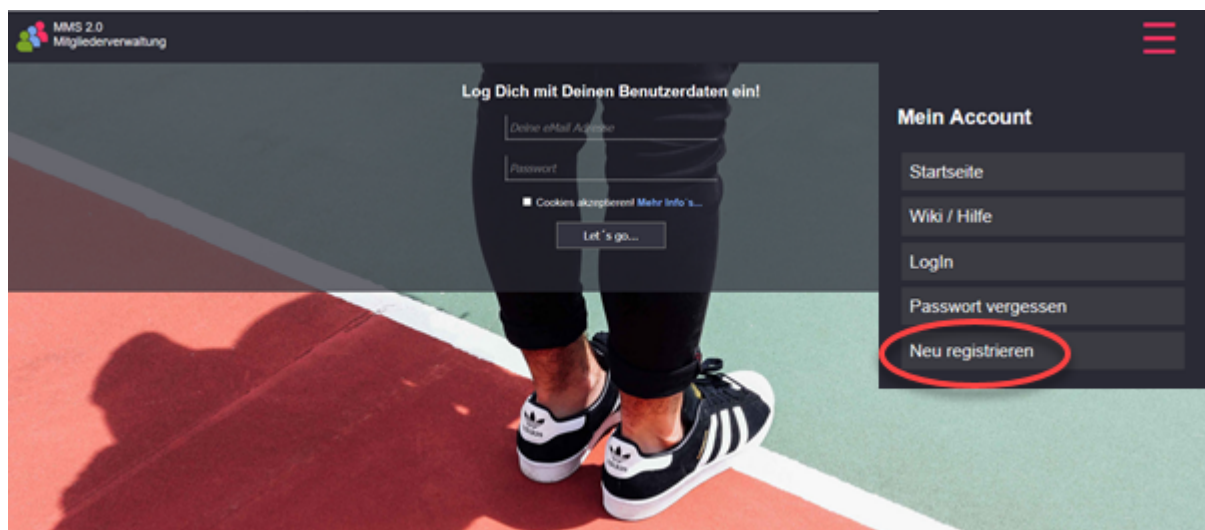 MMS 2.0
Mitgliederverwaltung
Log Dich mit Deinen Benutzerdaten ein!
Deine eMail Adresse
Passwort
Cookies akzeptieren! Mehr Info´s...
Let´s go...
Mein Account
Startseite
Wiki / Hilfe
LogIn
Passwort vergessen
Neu registrieren